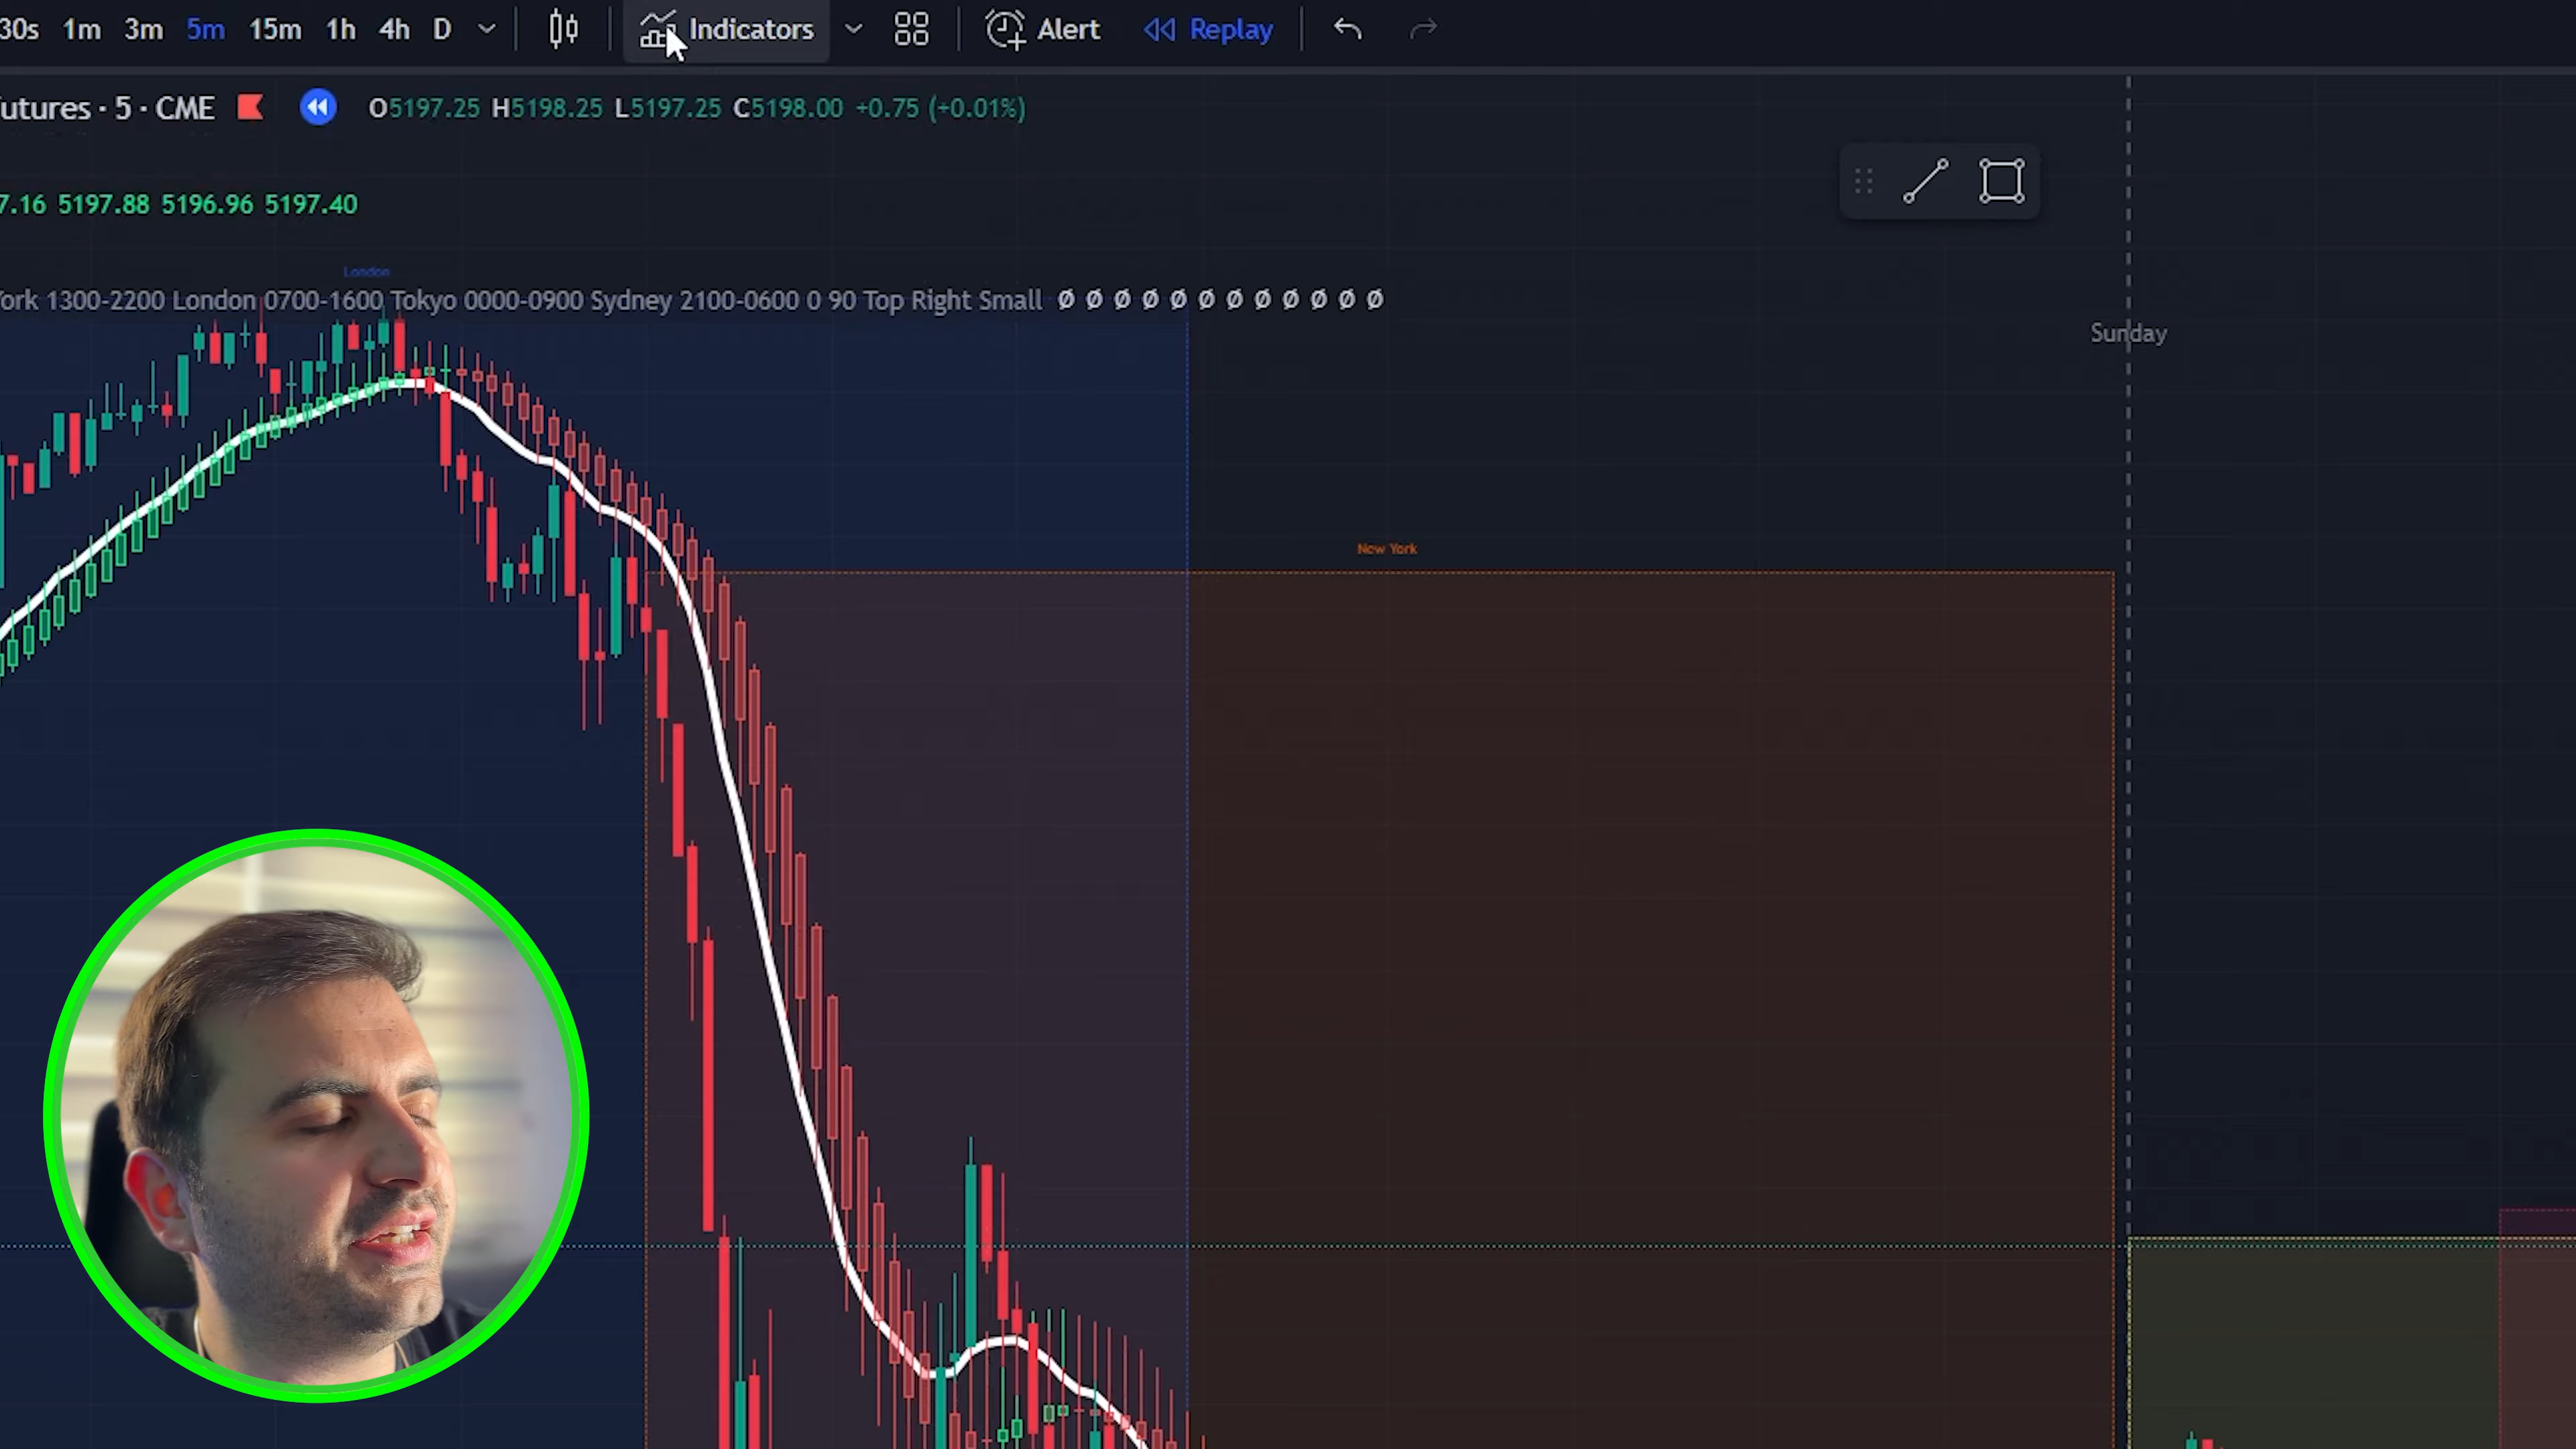 30s 1m 3m 5m 15m 1h 4h D Indicators Alert Replay
utures · 5 · CME O5197.25 H5198.25 L5197.25 C5198.00 +0.75 (+0.01%)
7.16 5197.88 5196.96 5197.40
London
ork 1300-2200 London 0700-1600 Tokyo 0000-0900 Sydney 2100-0600 0 90 Top Right Small Ø Ø Ø Ø Ø Ø Ø Ø Ø Ø Ø Ø
Sunday
New York